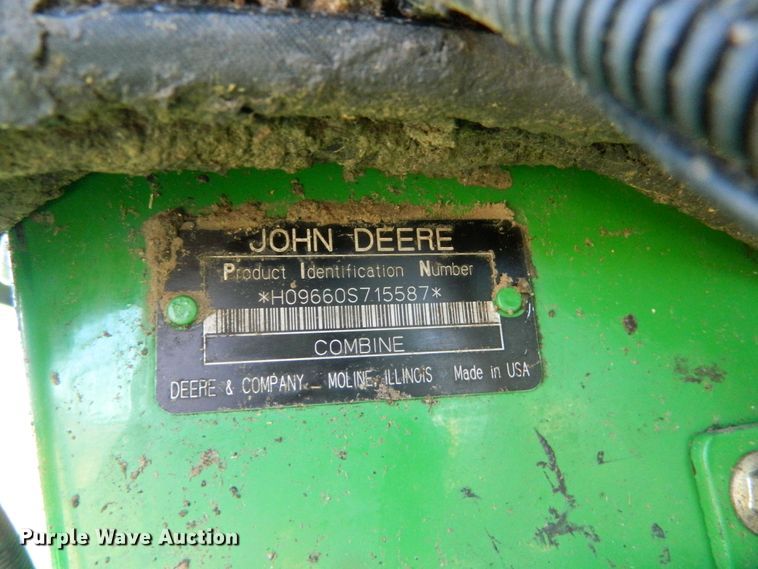 JOHN DEERE
Product Identification Number
*H09660S715587*
COMBINE
DEERE & COMPANY MOLINE, ILLINOIS Made in USA
Purple Wave Auction